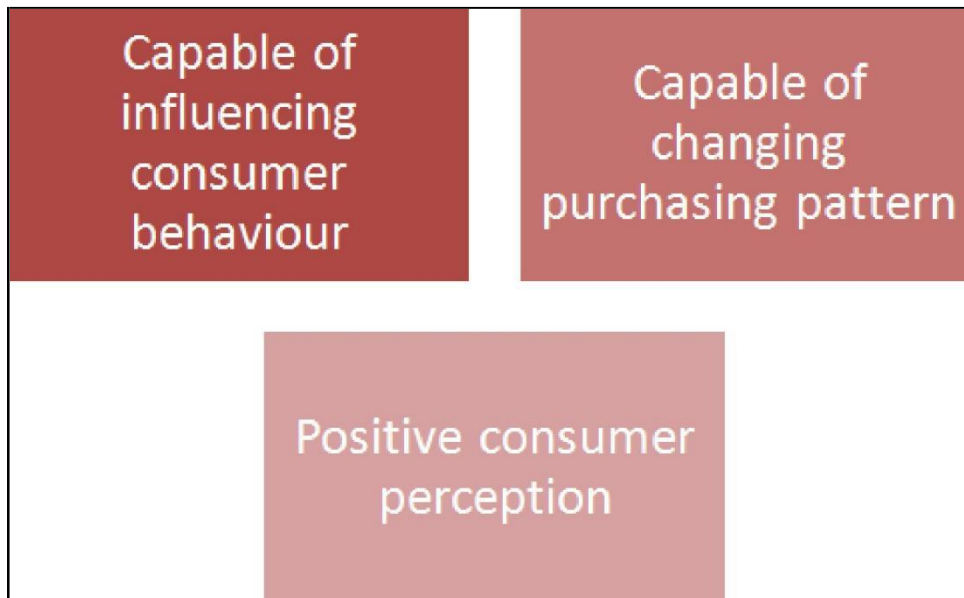 Capable of
influencing
consumer
behaviour
Capable of
changing
purchasing pattern
Positive consumer
perception